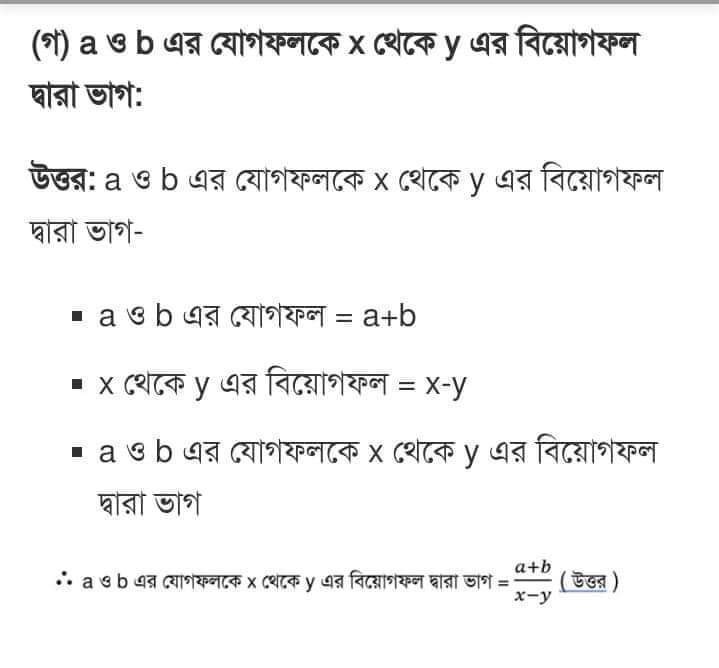 (গ) a ও b এর যোগফলকে x থেকে y এর বিয়োগফল
দ্বারা ভাগ:
উত্তর: a ও b এর যোগফলকে x থেকে y এর বিয়োগফল
দ্বারা ভাগ-
▪ a ও b এর যোগফল = a+b
▪ x থেকে y এর বিয়োগফল = x-y
▪ a ও b এর যোগফলকে x থেকে y এর বিয়োগফল
দ্বারা ভাগ
∴ a ও b এর যোগফলকে x থেকে y এর বিয়োগফল দ্বারা ভাগ = (a+b)/(x−y) ( উত্তর )